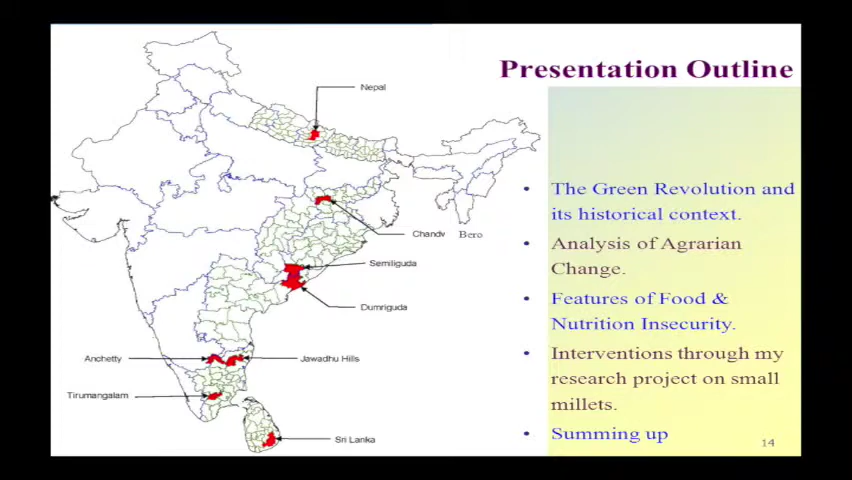 Presentation Outline
Nepal
Chandv Bero
Semiliguda
Dumriguda
Anchetty
Jawadhu Hills
Tirumangalam
Sri Lanka
• The Green Revolution and
its historical context.
• Analysis of Agrarian
Change.
• Features of Food &
Nutrition Insecurity.
• Interventions through my
research project on small
millets.
• Summing up
14